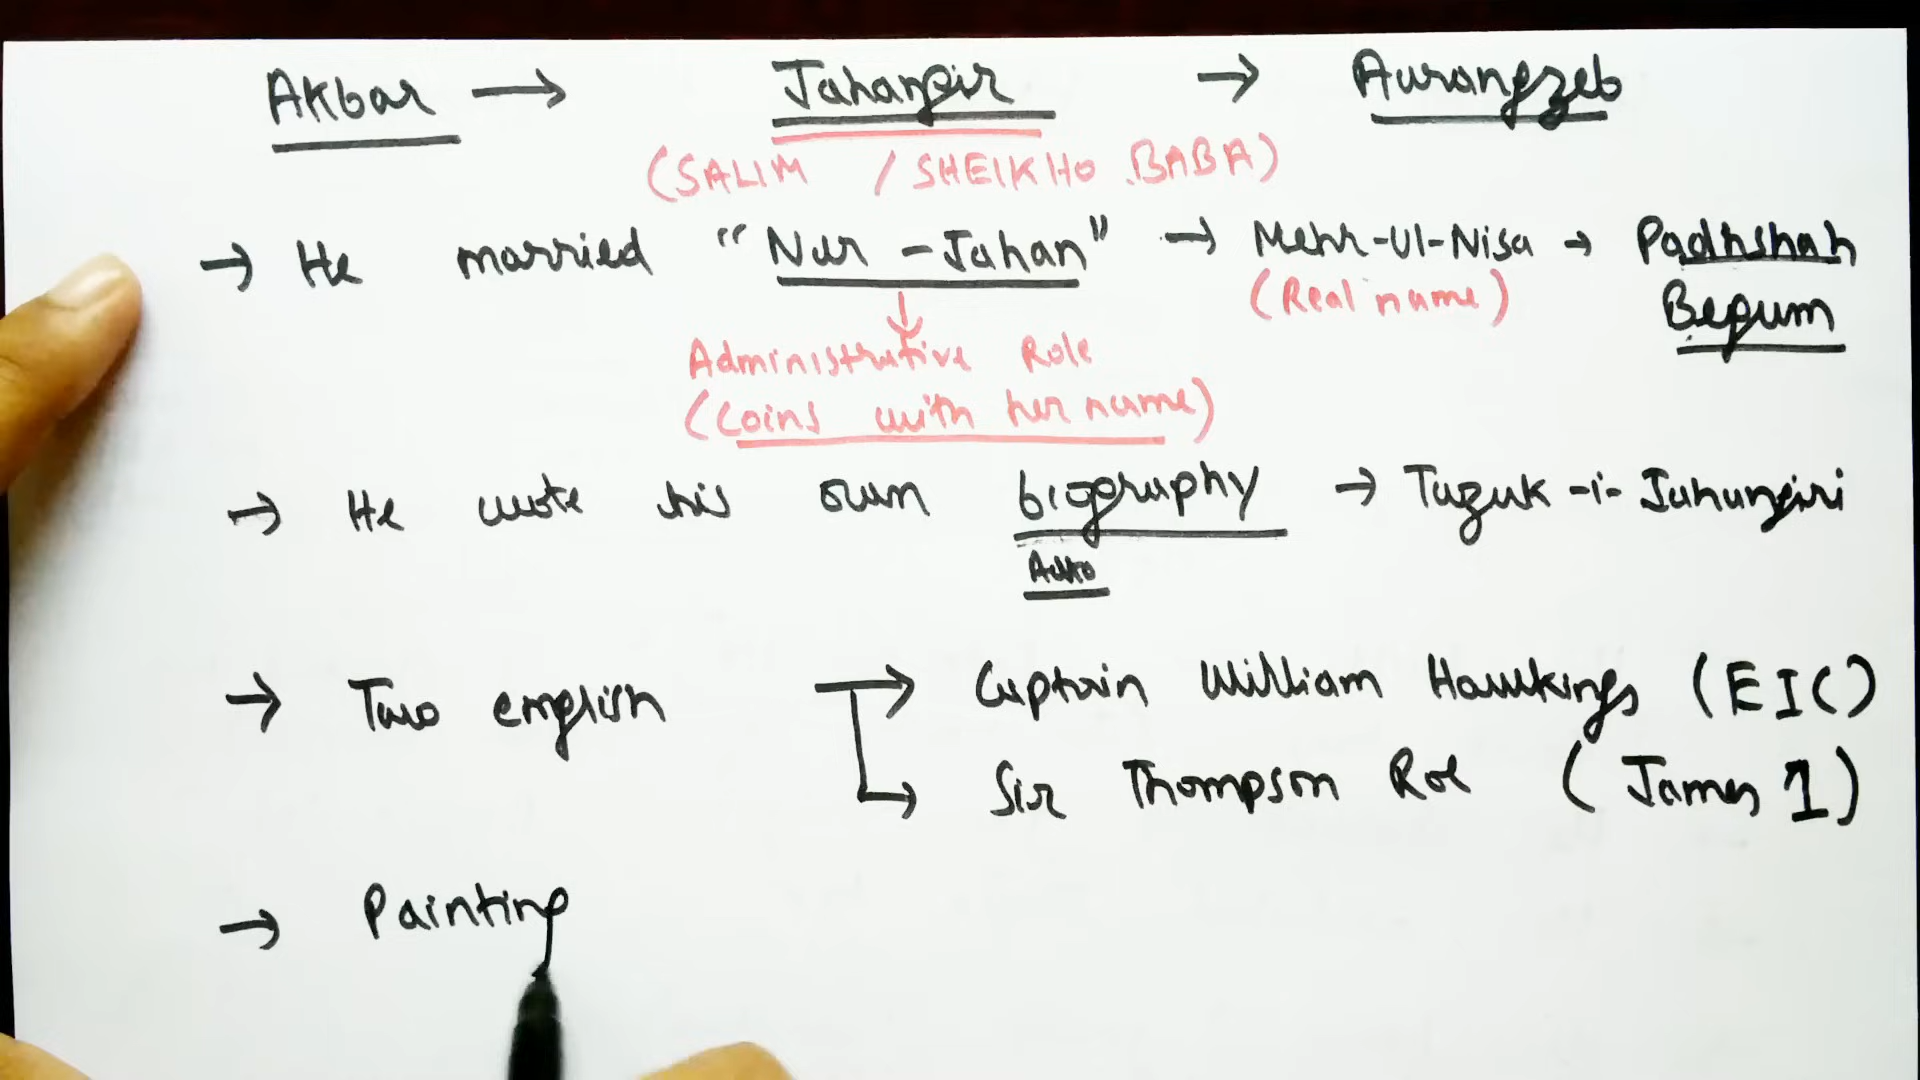 Akbar → Jahangir → Aurangzeb
(SALIM / SHEIKHO BABA)
→ He married "Nur-Jahan" → Mehr-Ul-Nisa → Padhshah
(Real name) Begum
Administrative Role
(Coins with her name)
→ He wrote his own biography → Tuzuk-i-Jahangiri
Auto
→ Two english → Captain William Hawkings (EIC)
→ Sir Thompson Roe (James 1)
→ Painting